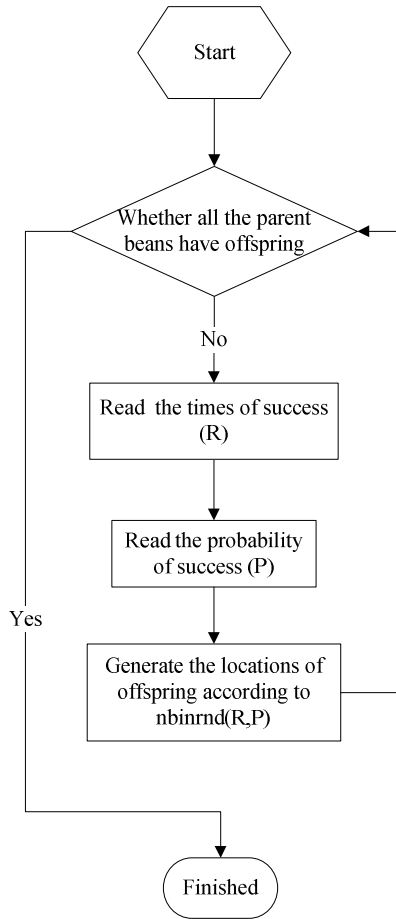 Start
Whether all the parent
beans have offspring
No
Read the times of success
(R)
Read the probability
of success (P)
Yes
Generate the locations of
offspring according to
nbinrnd(R,P)
Finished